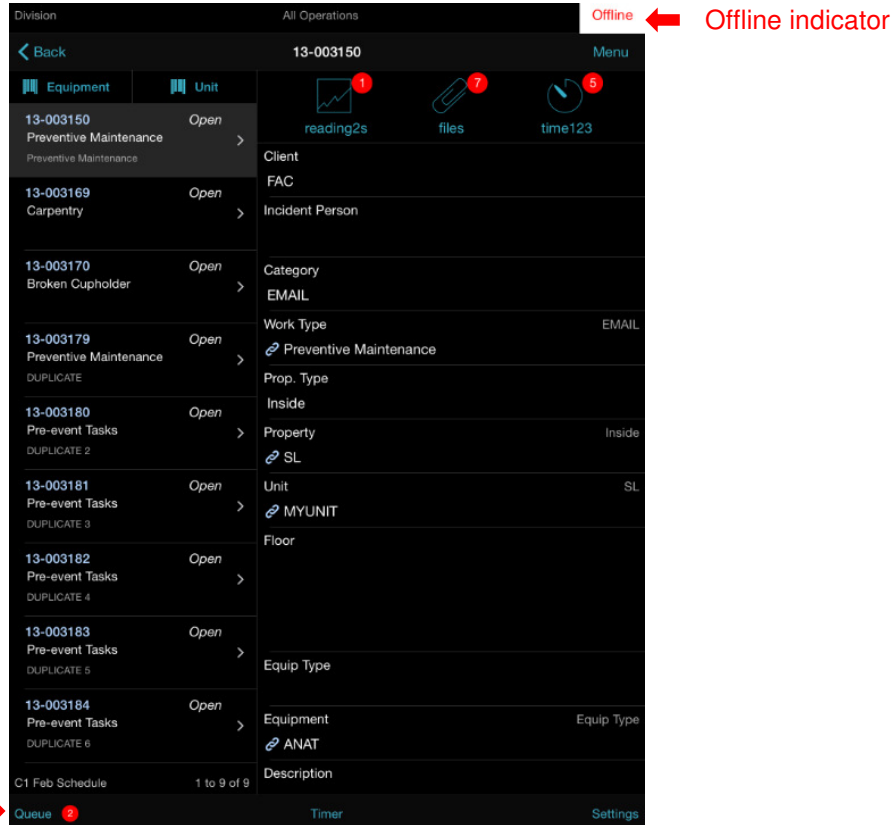 Division All Operations Offline Offline indicator
Back 13-003150 Menu
Equipment Unit
13-003150 Open
Preventive Maintenance
Preventive Maintenance
13-003169 Open
Carpentry
13-003170 Open
Broken Cupholder
13-003179 Open
Preventive Maintenance
DUPLICATE
13-003180 Open
Pre-event Tasks
DUPLICATE 2
13-003181 Open
Pre-event Tasks
DUPLICATE 3
13-003182 Open
Pre-event Tasks
DUPLICATE 4
13-003183 Open
Pre-event Tasks
DUPLICATE 5
13-003184 Open
Pre-event Tasks
DUPLICATE 6
C1 Feb Schedule 1 to 9 of 9
1 7 5
reading2s files time123
Client
FAC
Incident Person
Category
EMAIL
Work Type EMAIL
Preventive Maintenance
Prop. Type
Inside
Property Inside
SL
Unit SL
MYUNIT
Floor
Equip Type
Equipment Equip Type
ANAT
Description
Queue 2 Timer Settings